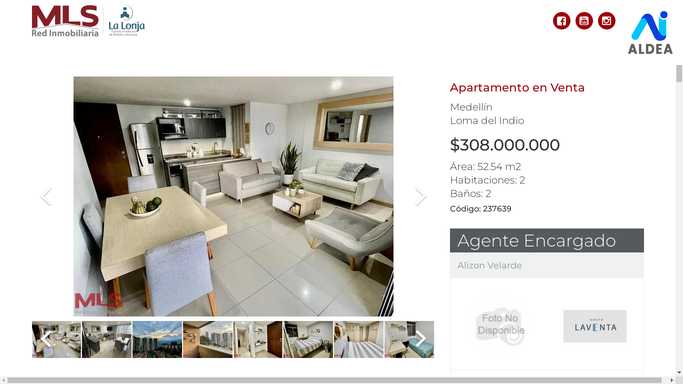 MLS
Red Inmobiliaria
La Lonja
ALDEA
Apartamento en Venta
Medellín
Loma del Indio
$308.000.000
Área: 52.54 m2
Habitaciones: 2
Baños: 2
Código: 237639
Agente Encargado
Alizon Velarde
Foto No
Disponible
LAVENTA
MLS